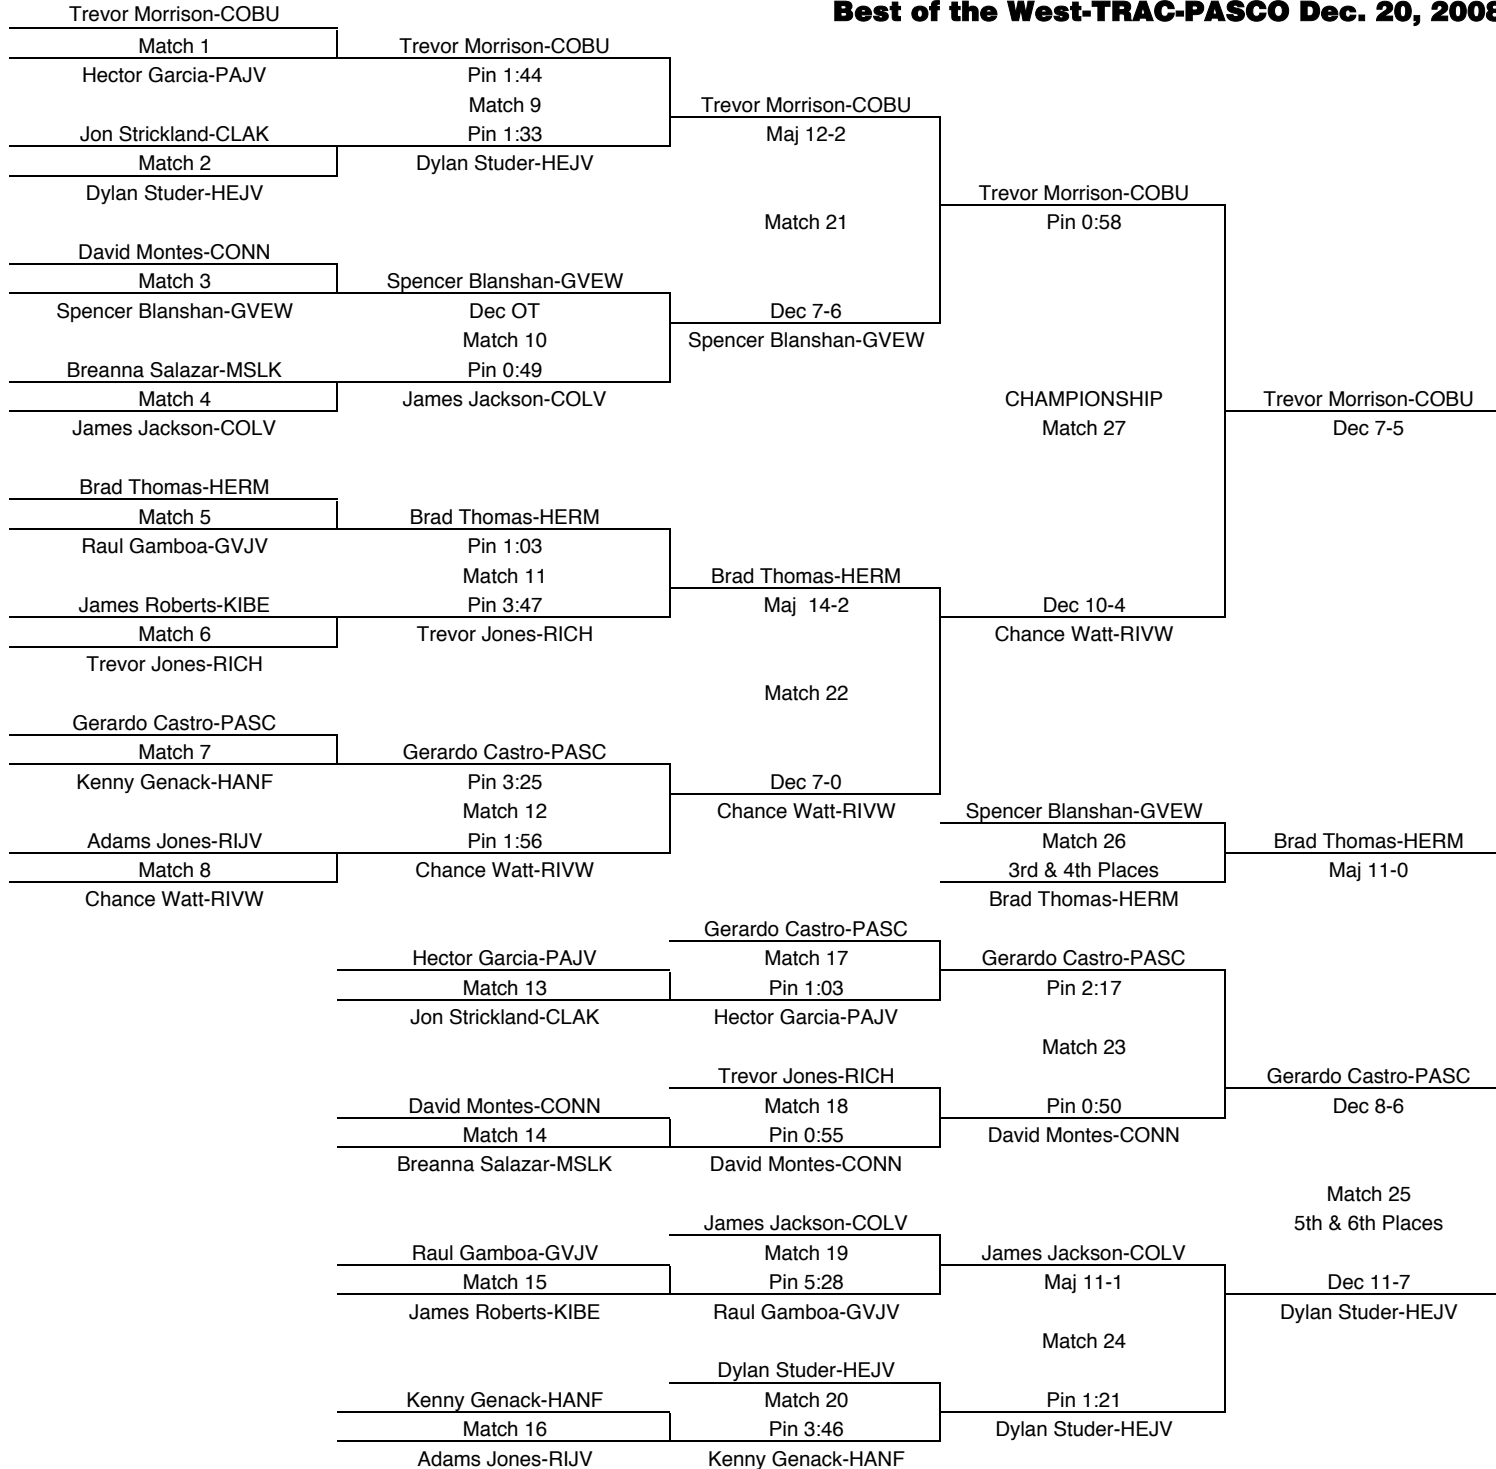 Best of the West-TRAC-PASCO Dec. 20, 2008
Trevor Morrison-COBU
Match 1
Hector Garcia-PAJV
Jon Strickland-CLAK
Match 2
Dylan Studer-HEJV
David Montes-CONN
Match 3
Spencer Blanshan-GVEW
Breanna Salazar-MSLK
Match 4
James Jackson-COLV
Brad Thomas-HERM
Match 5
Raul Gamboa-GVJV
James Roberts-KIBE
Match 6
Trevor Jones-RICH
Gerardo Castro-PASC
Match 7
Kenny Genack-HANF
Adams Jones-RIJV
Match 8
Chance Watt-RIVW
Trevor Morrison-COBU
Pin 1:44
Match 9
Pin 1:33
Dylan Studer-HEJV
Spencer Blanshan-GVEW
Dec OT
Match 10
Pin 0:49
James Jackson-COLV
Brad Thomas-HERM
Pin 1:03
Match 11
Pin 3:47
Trevor Jones-RICH
Gerardo Castro-PASC
Pin 3:25
Match 12
Pin 1:56
Chance Watt-RIVW
Trevor Morrison-COBU
Maj 12-2
Match 21
Dec 7-6
Spencer Blanshan-GVEW
Brad Thomas-HERM
Maj 14-2
Match 22
Dec 7-0
Chance Watt-RIVW
Trevor Morrison-COBU
Pin 0:58
CHAMPIONSHIP
Match 27
Dec 10-4
Chance Watt-RIVW
Trevor Morrison-COBU
Dec 7-5
Spencer Blanshan-GVEW
Match 26
3rd & 4th Places
Brad Thomas-HERM
Brad Thomas-HERM
Maj 11-0
Hector Garcia-PAJV
Match 13
Jon Strickland-CLAK
David Montes-CONN
Match 14
Breanna Salazar-MSLK
Raul Gamboa-GVJV
Match 15
James Roberts-KIBE
Kenny Genack-HANF
Match 16
Adams Jones-RIJV
Gerardo Castro-PASC
Match 17
Pin 1:03
Hector Garcia-PAJV
Trevor Jones-RICH
Match 18
Pin 0:55
David Montes-CONN
James Jackson-COLV
Match 19
Pin 5:28
Raul Gamboa-GVJV
Dylan Studer-HEJV
Match 20
Pin 3:46
Kenny Genack-HANF
Gerardo Castro-PASC
Pin 2:17
Match 23
Pin 0:50
David Montes-CONN
James Jackson-COLV
Maj 11-1
Match 24
Pin 1:21
Dylan Studer-HEJV
Gerardo Castro-PASC
Dec 8-6
Match 25
5th & 6th Places
Dec 11-7
Dylan Studer-HEJV